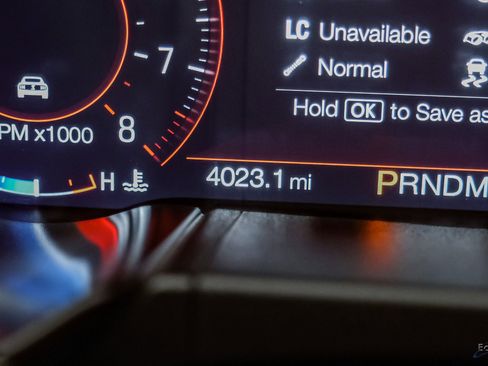 LC Unavailable
7
Normal
Hold OK to Save as
PM x1000
8
H
4023.1 mi
PRNDM